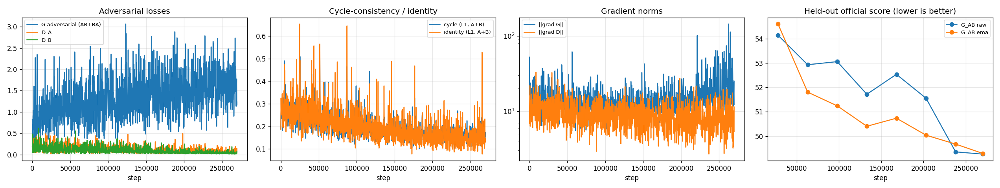 Adversarial losses
G adversarial (AB+BA)
D_A
D_B
3.0
2.5
2.0
1.5
1.0
0.5
0.0
0 50000 100000 150000 200000 250000
step
Cycle-consistency / identity
cycle (L1, A+B)
identity (L1, A+B)
0.6
0.5
0.4
0.3
0.2
0.1
0 50000 100000 150000 200000 250000
step
Gradient norms
||grad G||
||grad D||
10²
10¹
0 50000 100000 150000 200000 250000
step
Held-out official score (lower is better)
G_AB raw
G_AB ema
54
53
52
51
50
50000 100000 150000 200000 250000
step